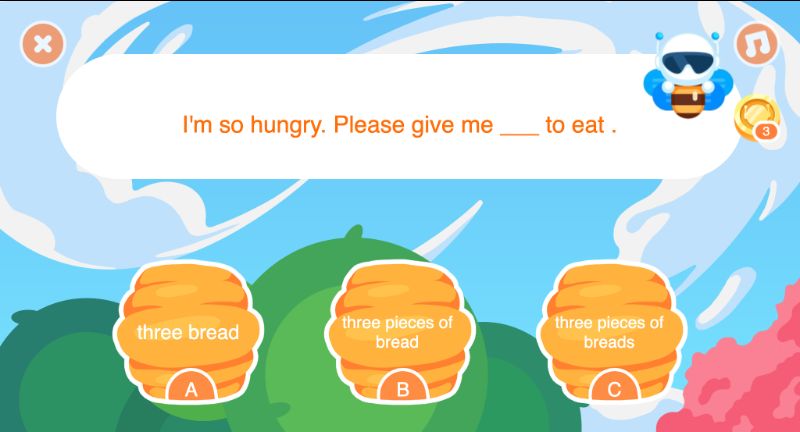 I'm so hungry. Please give me ___ to eat .
3
three bread
A
three pieces of
bread
B
three pieces of
breads
C